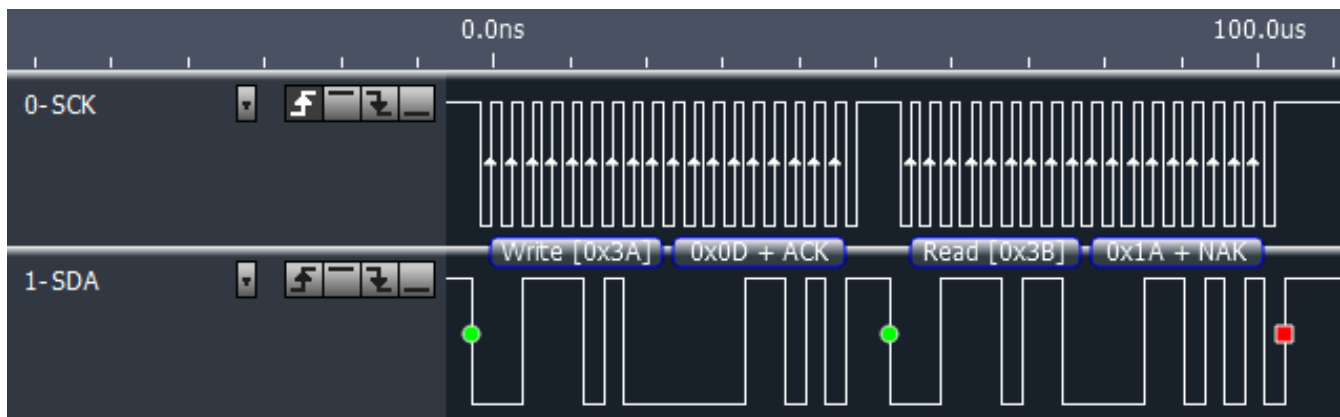 0.0ns 100.0us
0-SCK
Write [0x3A] 0x0D + ACK Read [0x3B] 0x1A + NAK
1-SDA